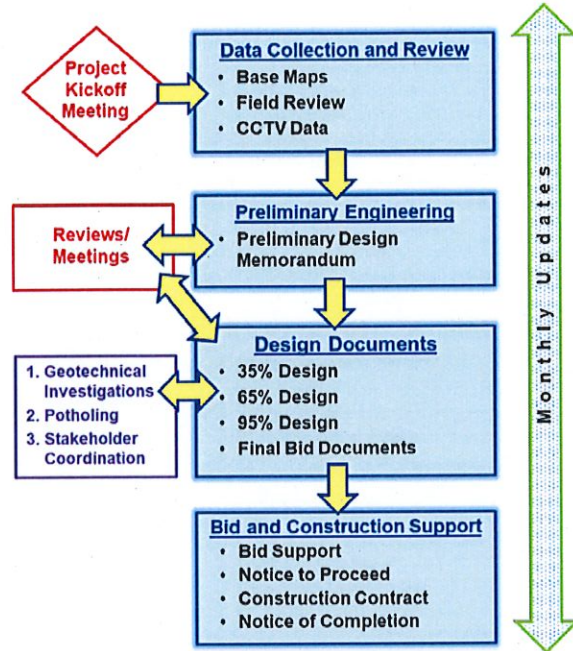 Project
Kickoff
Meeting
Data Collection and Review
• Base Maps
• Field Review
• CCTV Data
Reviews/
Meetings
Preliminary Engineering
• Preliminary Design
Memorandum
1. Geotechnical
Investigations
2. Potholing
3. Stakeholder
Coordination
Design Documents
• 35% Design
• 65% Design
• 95% Design
• Final Bid Documents
Bid and Construction Support
• Bid Support
• Notice to Proceed
• Construction Contract
• Notice of Completion
Monthly Updates